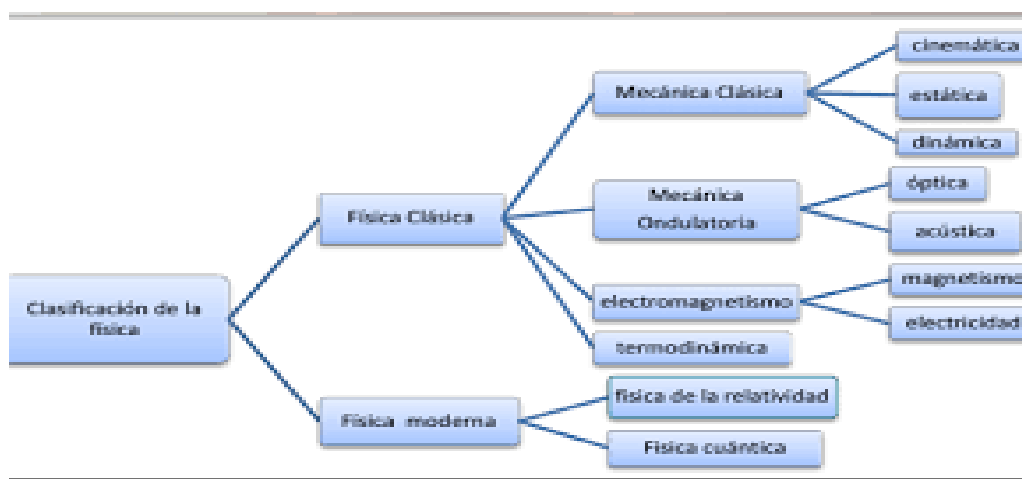 Clasificación de la
física
Física Clásica
Mecánica Clásica
cinemática
estática
dinámica
Mecánica
Ondulatoria
óptica
acústica
electromagnetismo
magnetismo
electricidad
termodinámica
Física moderna
física de la relatividad
Fisica cuántica